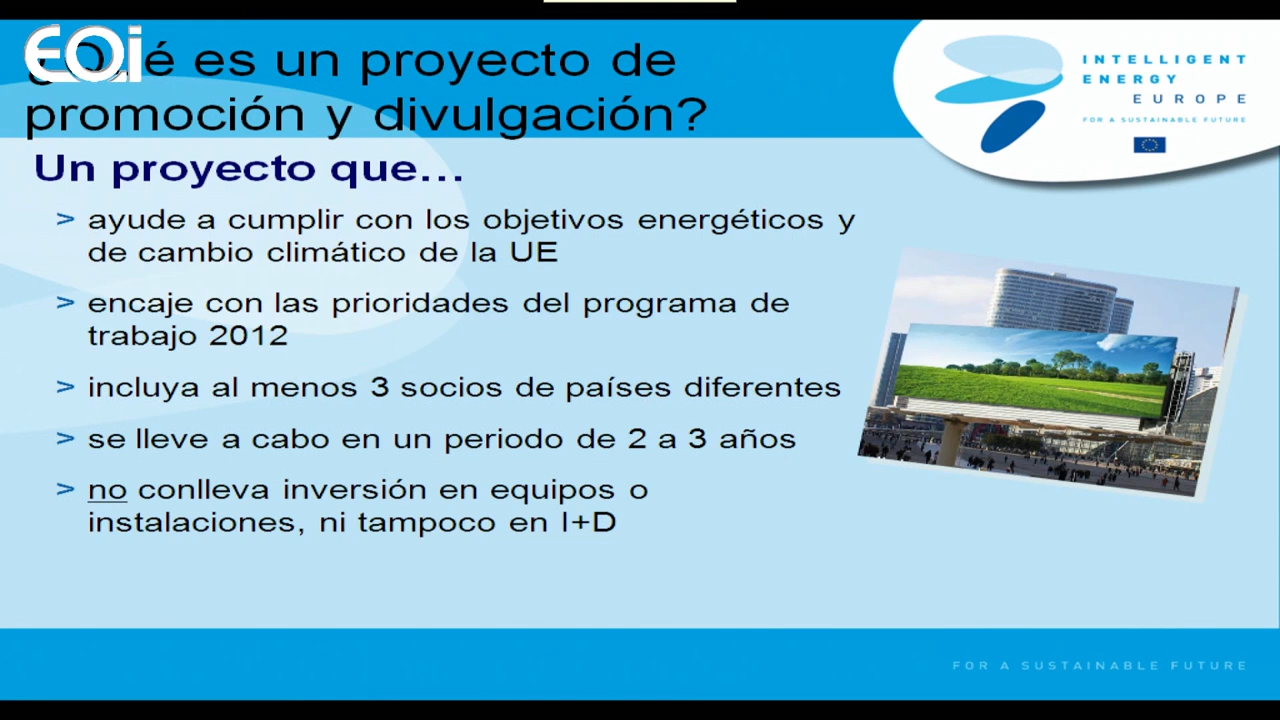 EOi
¿Qué es un proyecto de
promoción y divulgación?
INTELLIGENT
ENERGY
EUROPE
FOR A SUSTAINABLE FUTURE
Un proyecto que…
> ayude a cumplir con los objetivos energéticos y
de cambio climático de la UE
> encaje con las prioridades del programa de
trabajo 2012
> incluya al menos 3 socios de países diferentes
> se lleve a cabo en un periodo de 2 a 3 años
> no conlleva inversión en equipos o
instalaciones, ni tampoco en I+D
FOR A SUSTAINABLE FUTURE